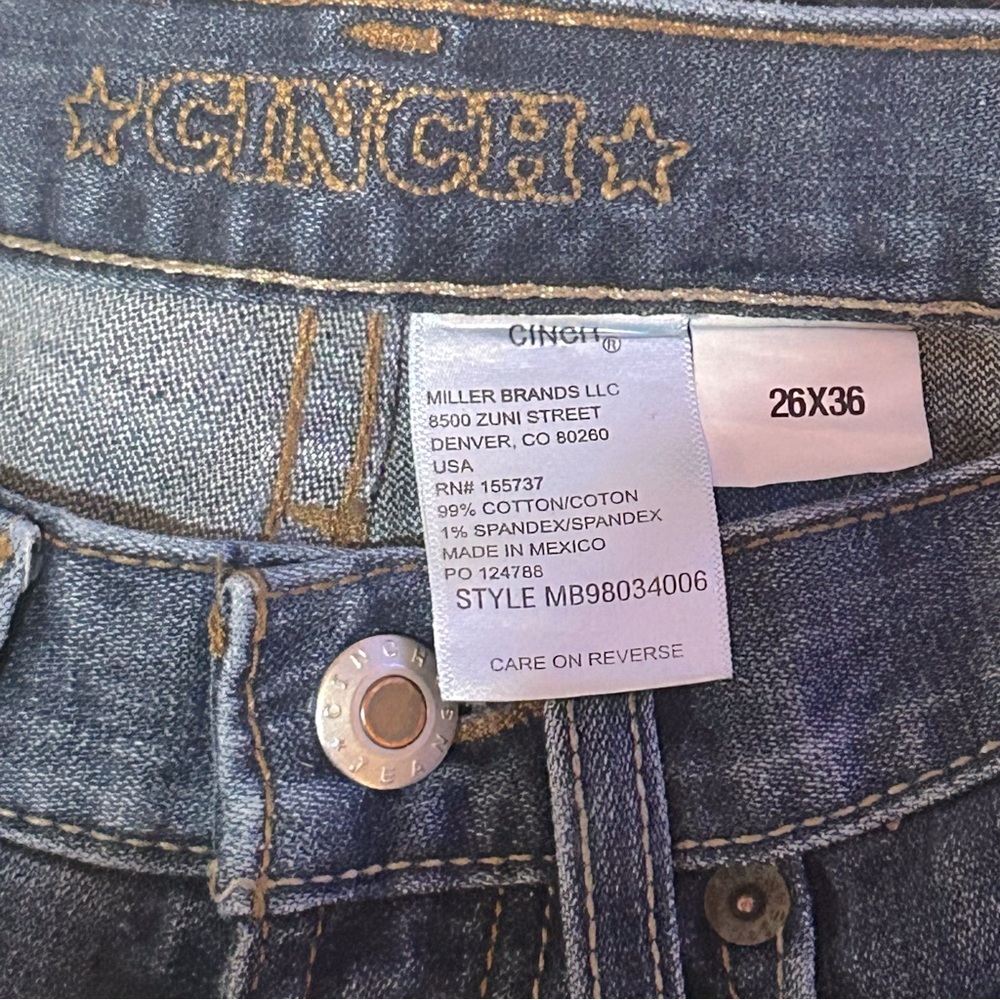 CINCH
CINCH®
MILLER BRANDS LLC
8500 ZUNI STREET
DENVER, CO 80260
USA
RN# 155737
99% COTTON/COTON
1% SPANDEX/SPANDEX
MADE IN MEXICO
PO 124788
STYLE MB98034006
CARE ON REVERSE
26X36
CINCH
JEANS